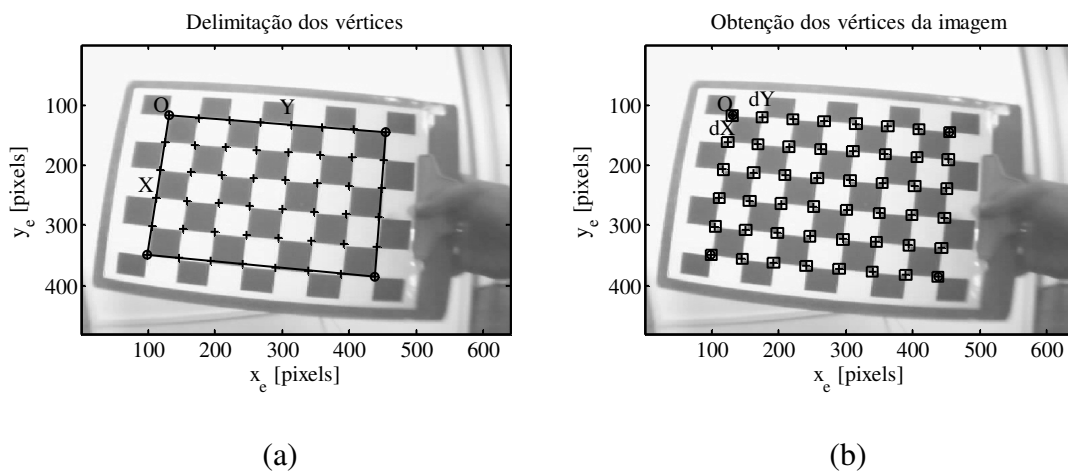 Delimitação dos vértices
O
Y
X
100
200
300
400
y_e [pixels]
100 200 300 400 500 600
x_e [pixels]
(a)
Obtenção dos vértices da imagem
O
dY
dX
100
200
300
400
y_e [pixels]
100 200 300 400 500 600
x_e [pixels]
(b)